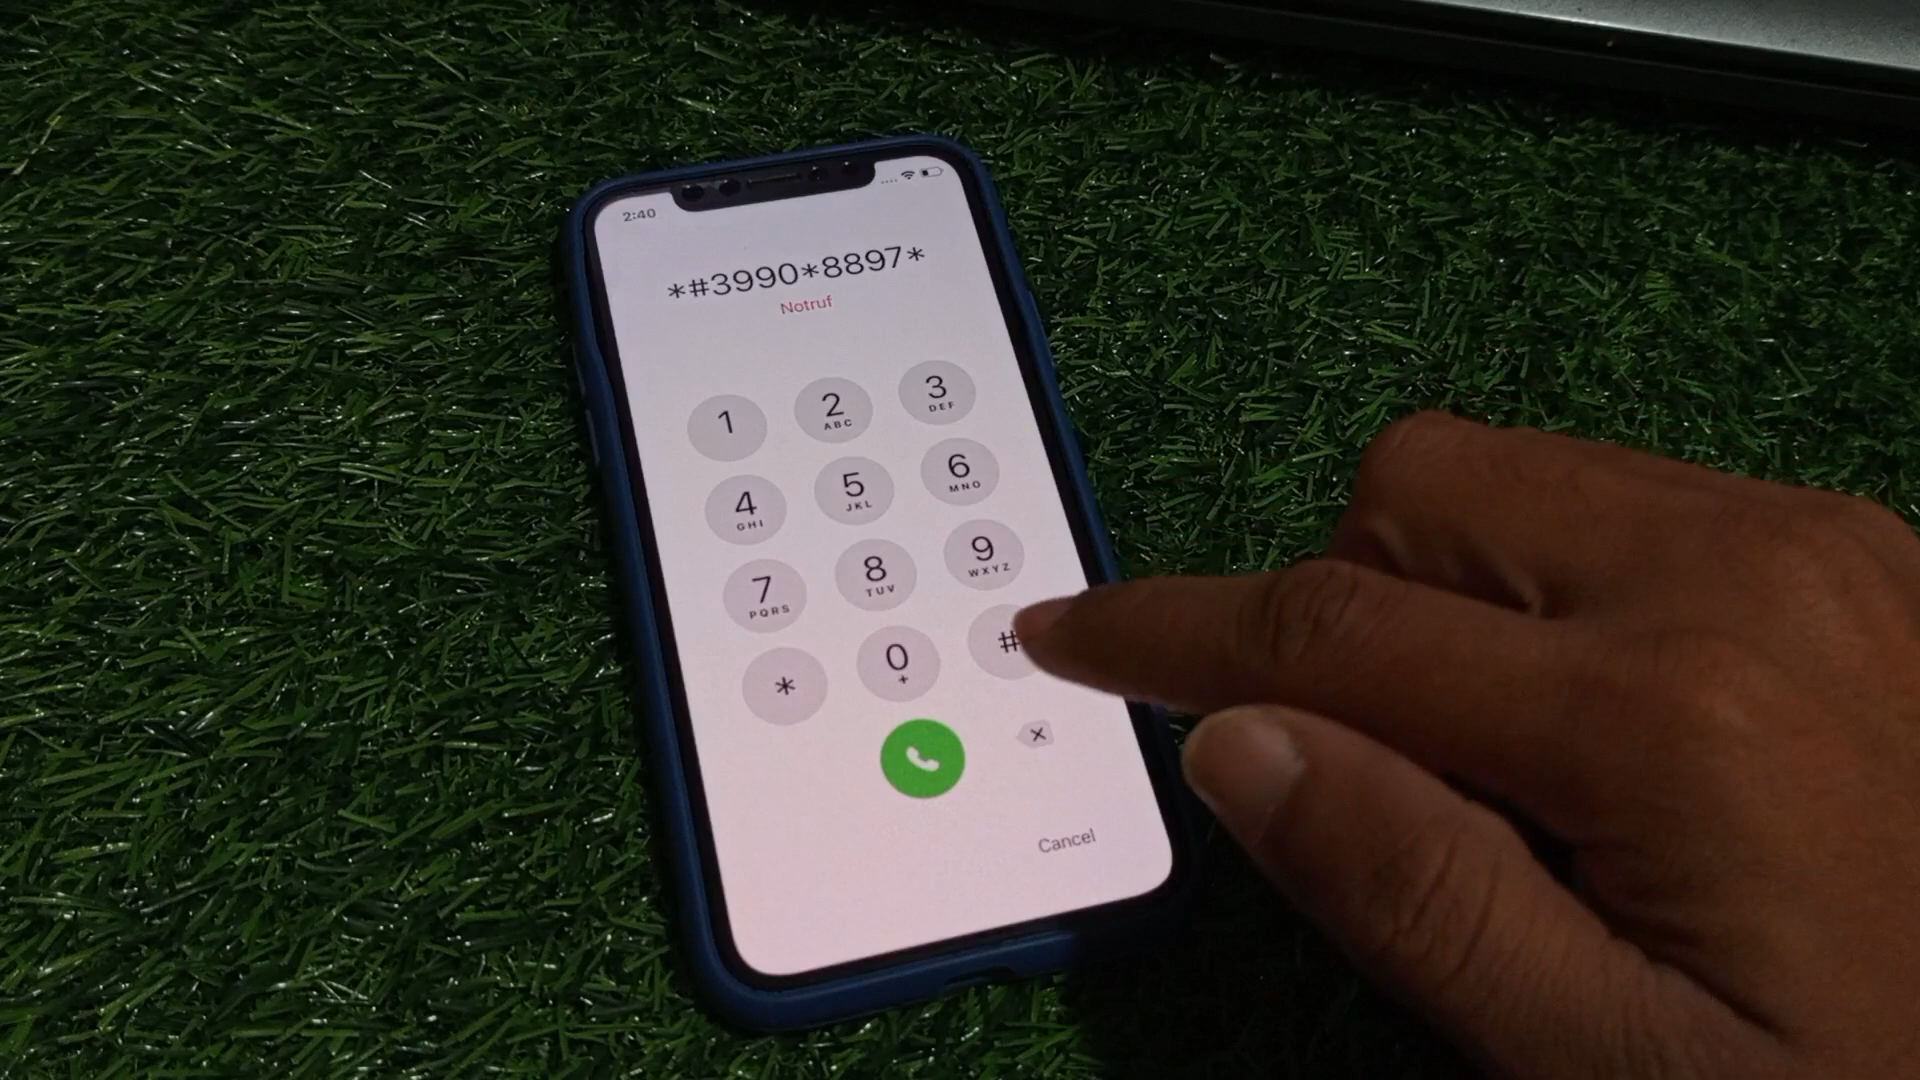 2:40
*#3990*8897*
Notruf
1
2
ABC
3
DEF
4
GHI
5
JKL
6
MNO
7
PQRS
8
TUV
9
WXYZ
*
0
+
#
Cancel